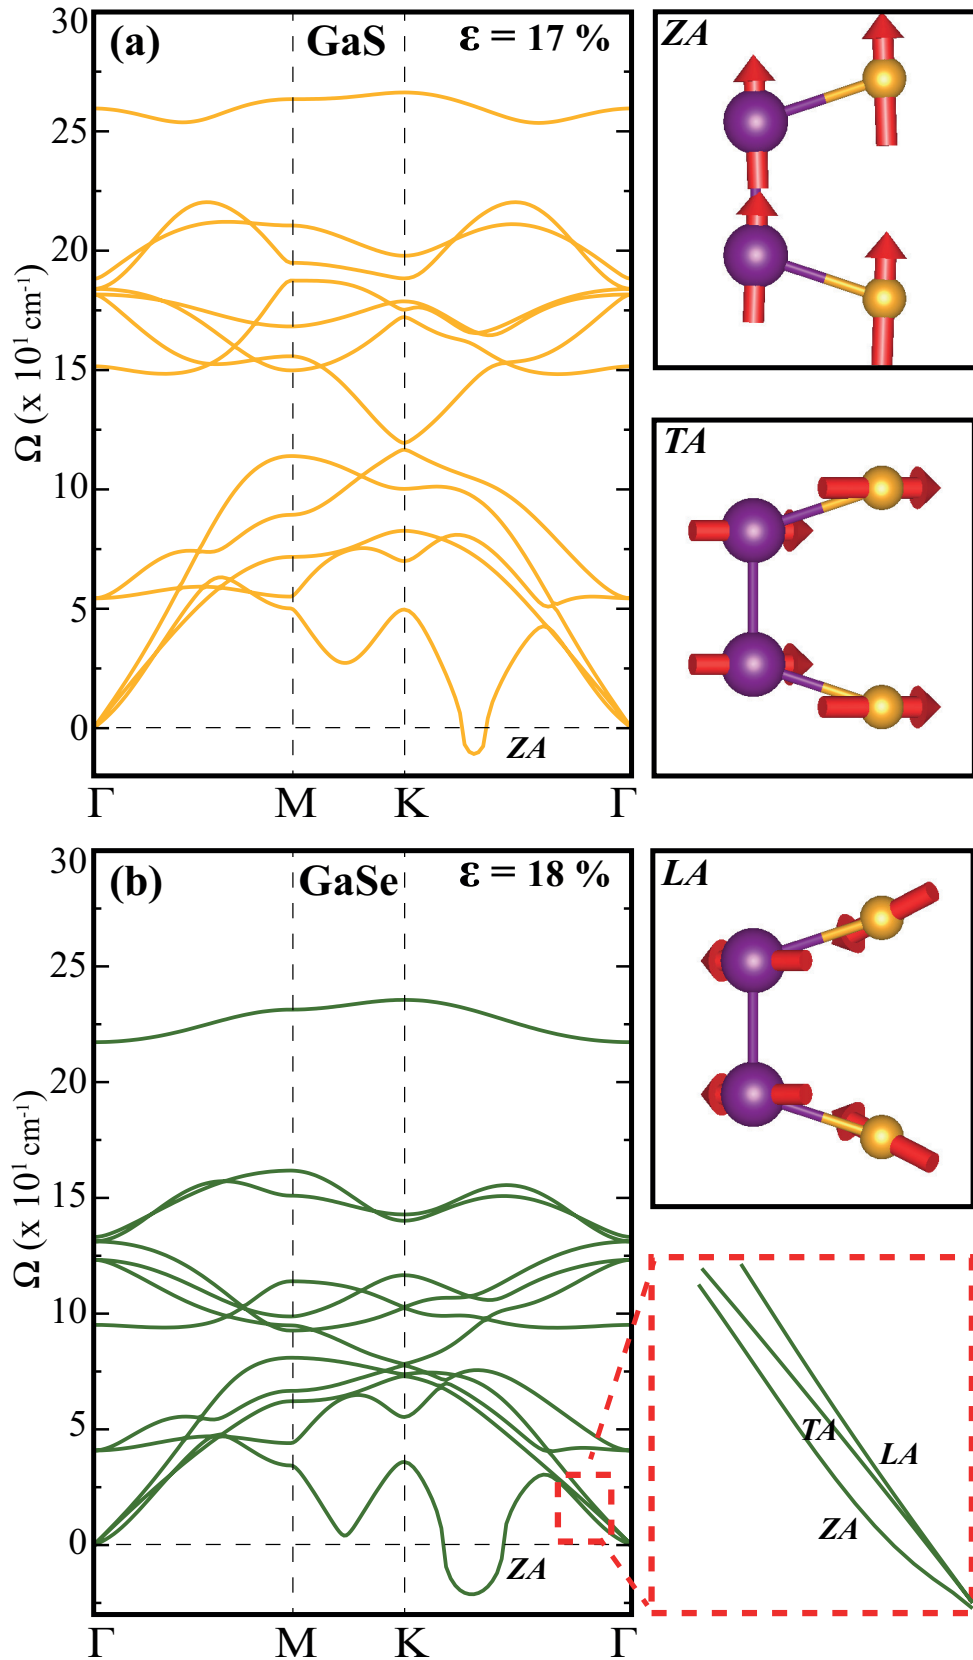 (a) GaS ε = 17 %
30
25
20
15
10
5
0
Ω (x 10¹ cm⁻¹)
ZA
Γ M K Γ
ZA
TA
(b) GaSe ε = 18 %
30
25
20
15
10
5
0
Ω (x 10¹ cm⁻¹)
ZA
Γ M K Γ
LA
TA
LA
ZA